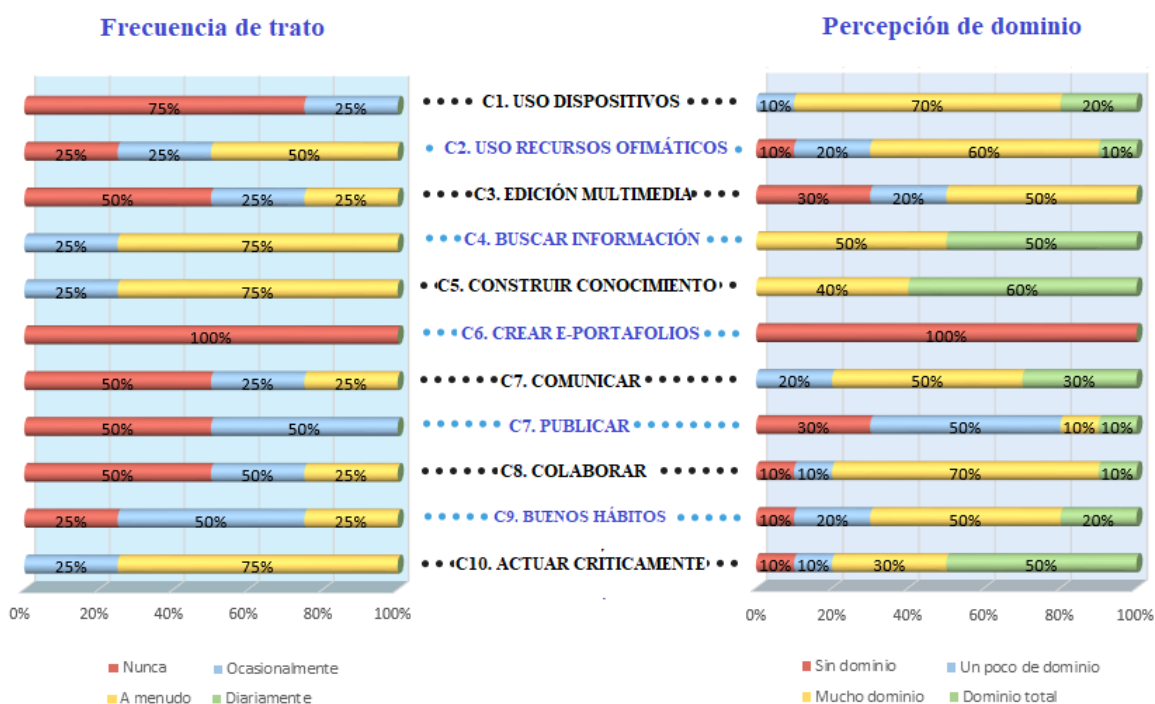 Frecuencia de trato
Percepción de dominio
75% 25% C1. USO DISPOSITIVOS 10% 70% 20%
25% 25% 50% C2. USO RECURSOS OFIMÁTICOS 10% 20% 60% 10%
50% 25% 25% C3. EDICIÓN MULTIMEDIA 30% 20% 50%
25% 75% C4. BUSCAR INFORMACIÓN 50% 50%
25% 75% C5. CONSTRUIR CONOCIMIENTO 40% 60%
100% C6. CREAR E-PORTAFOLIOS 100%
50% 25% 25% C7. COMUNICAR 20% 50% 30%
50% 50% C7. PUBLICAR 30% 50% 10% 10%
50% 50% 25% C8. COLABORAR 10% 10% 70% 10%
25% 50% 25% C9. BUENOS HÁBITOS 10% 20% 50% 20%
25% 75% C10. ACTUAR CRÍTICAMENTE 10% 10% 30% 50%
0% 20% 40% 60% 80% 100% 0% 20% 40% 60% 80% 100%
Nunca Ocasionalmente
A menudo Diariamente
Sin dominio Un poco de dominio
Mucho dominio Dominio total